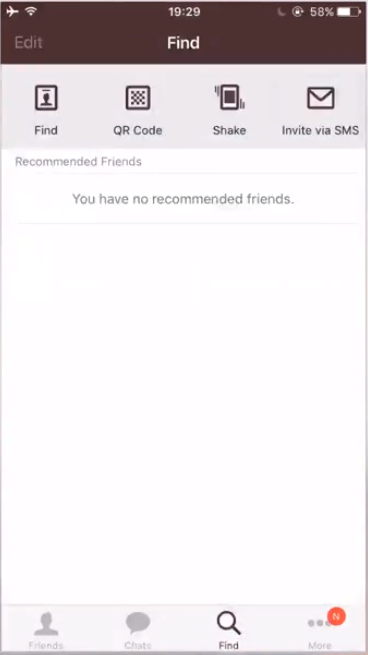 19:29 58%
Edit Find
Find QR Code Shake Invite via SMS
Recommended Friends
You have no recommended friends.
N
Friends Chats Find More